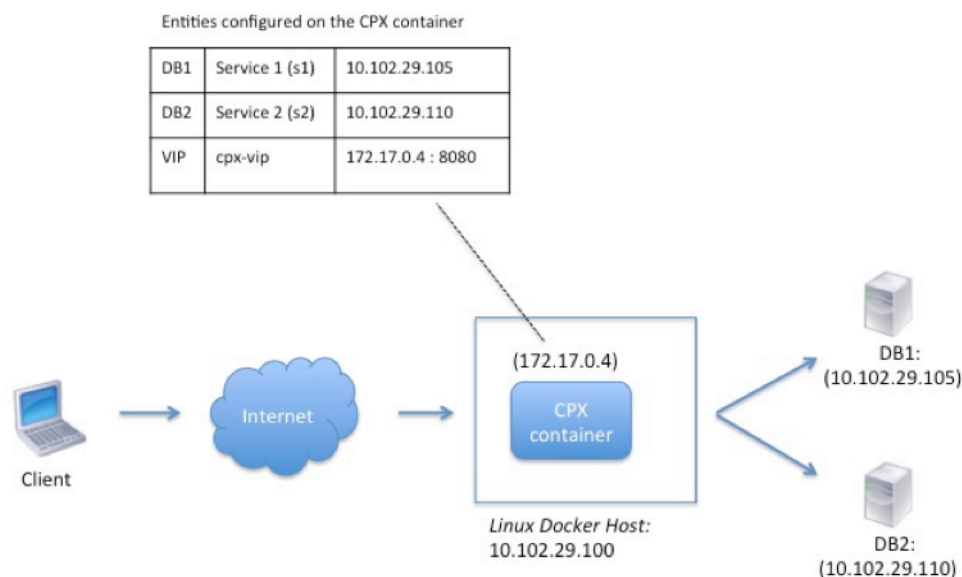 Entities configured on the CPX container
DB1 Service 1 (s1) 10.102.29.105
DB2 Service 2 (s2) 10.102.29.110
VIP cpx-vip 172.17.0.4 : 8080
(172.17.0.4)
CPX
container
Internet
Client
Linux Docker Host:
10.102.29.100
DB1:
(10.102.29.105)
DB2:
(10.102.29.110)